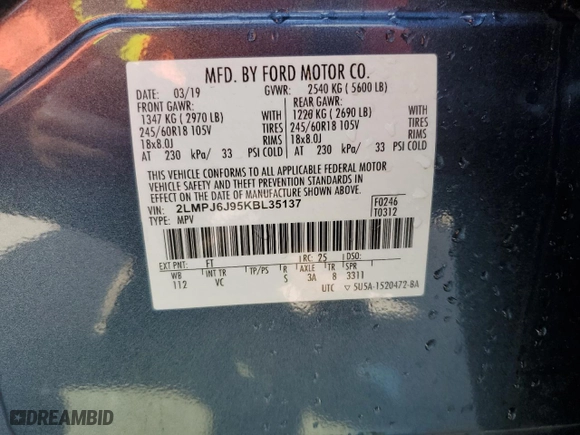 MFD. BY FORD MOTOR CO.
DATE: 03/19 GVWR: 2540 KG ( 5600 LB)
FRONT GAWR: REAR GAWR:
1347 KG ( 2970 LB) WITH 1220 KG ( 2690 LB) WITH
245/60R18 105V TIRES 245/60R18 105V TIRES
18x8.0J RIMS 18x8.0J RIMS
AT 230 kPa/ 33 PSI COLD AT 230 kPa/ 33 PSI COLD
THIS VEHICLE CONFORMS TO ALL APPLICABLE FEDERAL MOTOR
VEHICLE SAFETY AND THEFT PREVENTION STANDARDS IN
EFFECT ON THE DATE OF MANUFACTURE SHOWN ABOVE.
VIN: 2LMPJ6J95KBL35137 F0246
TYPE: MPV T0312
EXT PNT: FT RC: 25 DSO:
WB INT TR TP/PS R AXLE TR SPR
112 VC S 3A 8 3311
UTC ▽ 5U5A-1520472-BA
DREAMBID